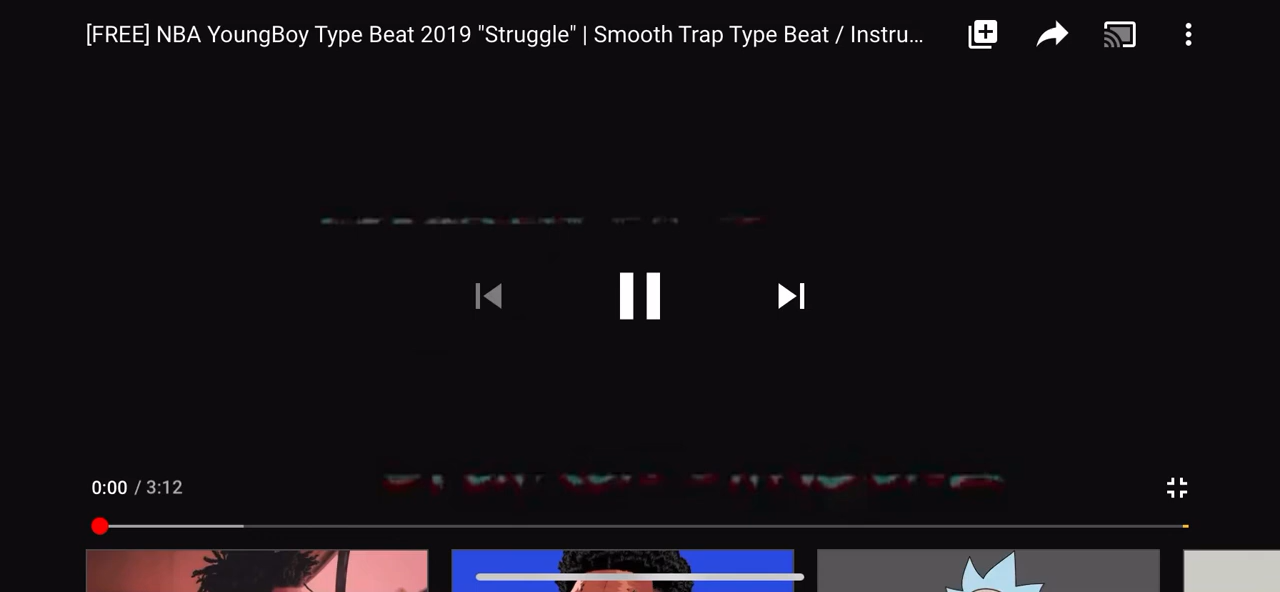 [FREE] NBA YoungBoy Type Beat 2019 "Struggle" | Smooth Trap Type Beat / Instru...
0:00 / 3:12